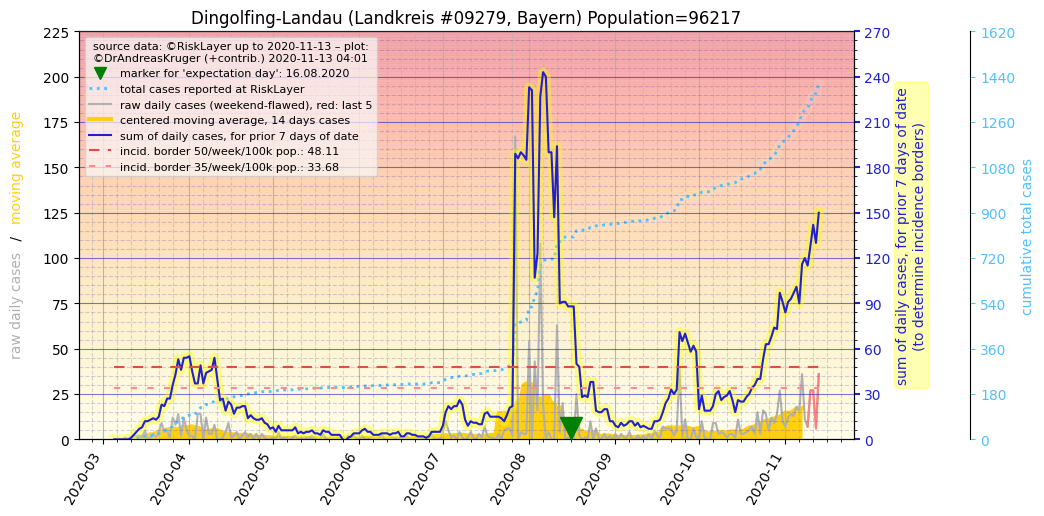 Dingolfing-Landau (Landkreis #09279, Bayern) Population=96217
source data: ©RiskLayer up to 2020-11-13 – plot:
©DrAndreasKruger (+contrib.) 2020-11-13 04:01
marker for 'expectation day': 16.08.2020
total cases reported at RiskLayer
raw daily cases (weekend-flawed), red: last 5
centered moving average, 14 days cases
sum of daily cases, for prior 7 days of date
incid. border 50/week/100k pop.: 48.11
incid. border 35/week/100k pop.: 33.68
raw daily cases / moving average
225
200
175
150
125
100
75
50
25
0
2020-03
2020-04
2020-05
2020-06
2020-07
2020-08
2020-09
2020-10
2020-11
270
240
210
180
150
120
90
60
30
0
sum of daily cases, for prior 7 days of date
(to determine incidence borders)
1620
1440
1260
1080
900
720
540
360
180
0
cumulative total cases